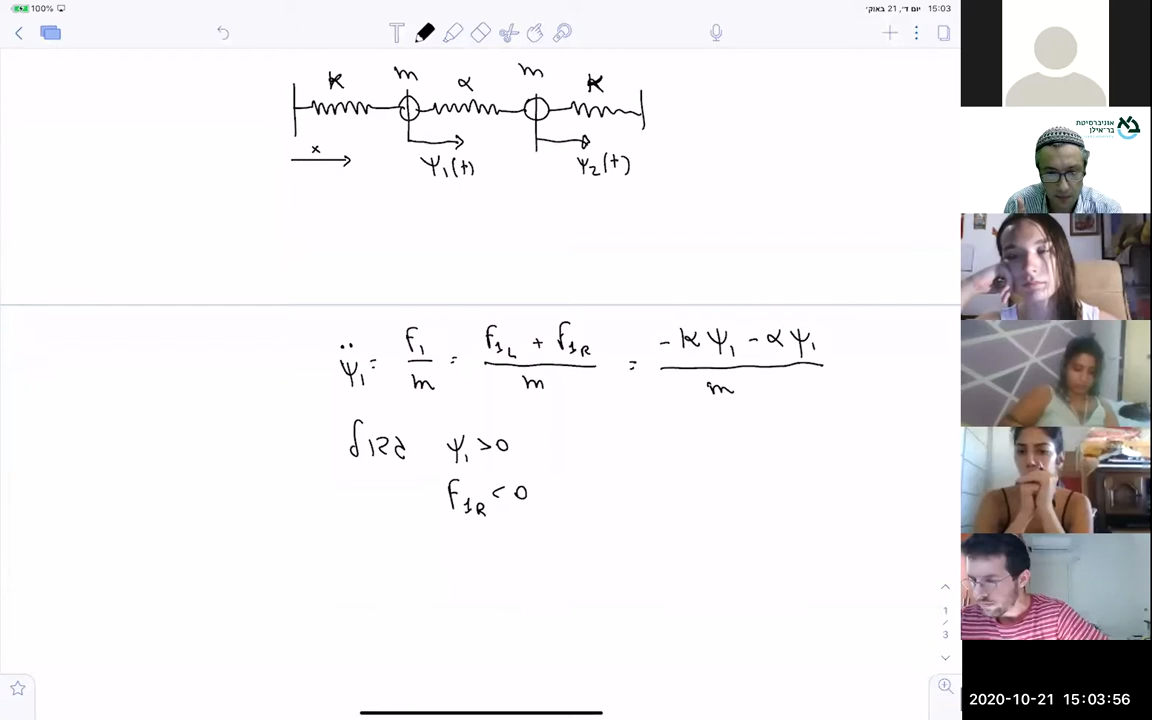 100%
15:03 יום ד׳, 21 באוק׳
K m α m K
x ψ₁(t) ψ₂(t)
אוניברסיטת
בר־אילן
ψ̈₁ = f₁/m = (f₁L + f₁R)/m = (-Kψ₁ - αψ₁)/m
ψ₁ > 0
f₁R < 0
1
/
3
2020-10-21 15:03:56